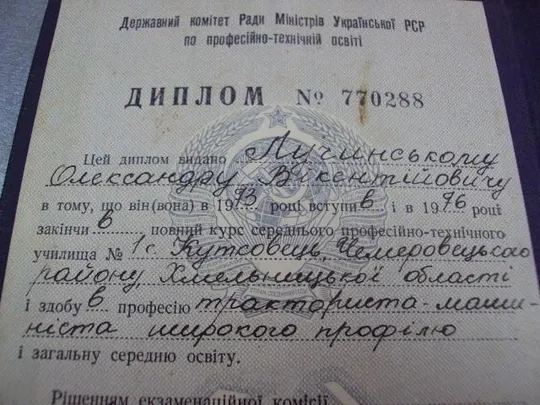 Державний комітет Ради Міністрів Української РСР
по професійно-технічній освіті
ДИПЛОМ № 770288
Цей диплом видано Лучинському
Олександру Вікентійовичу
в тому, що він(вона) в 1973 році вступив і в 1976 році
закінчив повний курс середнього професійно-технічного
училища № 1 с. Кутковець, Чемеровецького
району Хмельницької області
і здобув професію тракториста-маши-
ніста широкого профілю
і загальну середню освіту.
Рішенням екзаменаційної комісії